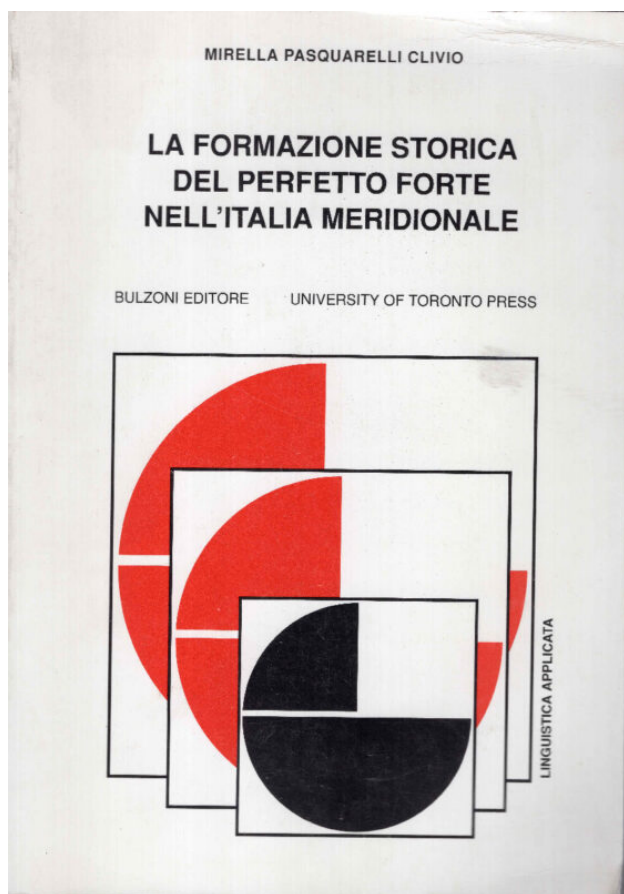 MIRELLA PASQUARELLI CLIVIO
LA FORMAZIONE STORICA
DEL PERFETTO FORTE
NELL'ITALIA MERIDIONALE
BULZONI EDITORE UNIVERSITY OF TORONTO PRESS
LINGUISTICA APPLICATA